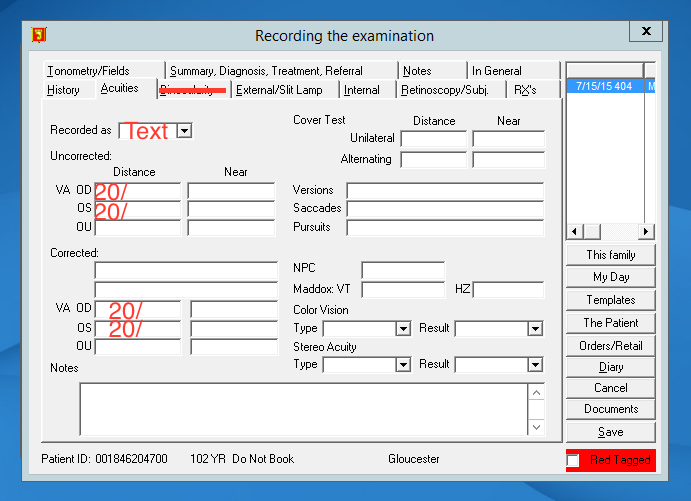 Recording the examination
x
Tonometry/Fields Summary, Diagnosis, Treatment, Referral Notes In General
History Acuities Binocularity External/Slit Lamp Internal Retinoscopy/Subj. RX's
7/15/15 404 M
Recorded as Text
Cover Test Distance Near
Unilateral
Alternating
Uncorrected:
Distance Near
VA OD 20/
OS 20/
OU
Versions
Saccades
Pursuits
Corrected:
VA OD 20/
OS 20/
OU
NPC
Maddox: VT HZ
Color Vision
Type Result
Stereo Acuity
Type Result
Notes
This family
My Day
Templates
The Patient
Orders/Retail
Diary
Cancel
Documents
Save
Patient ID: 001846204700 102 YR Do Not Book Gloucester
Red Tagged